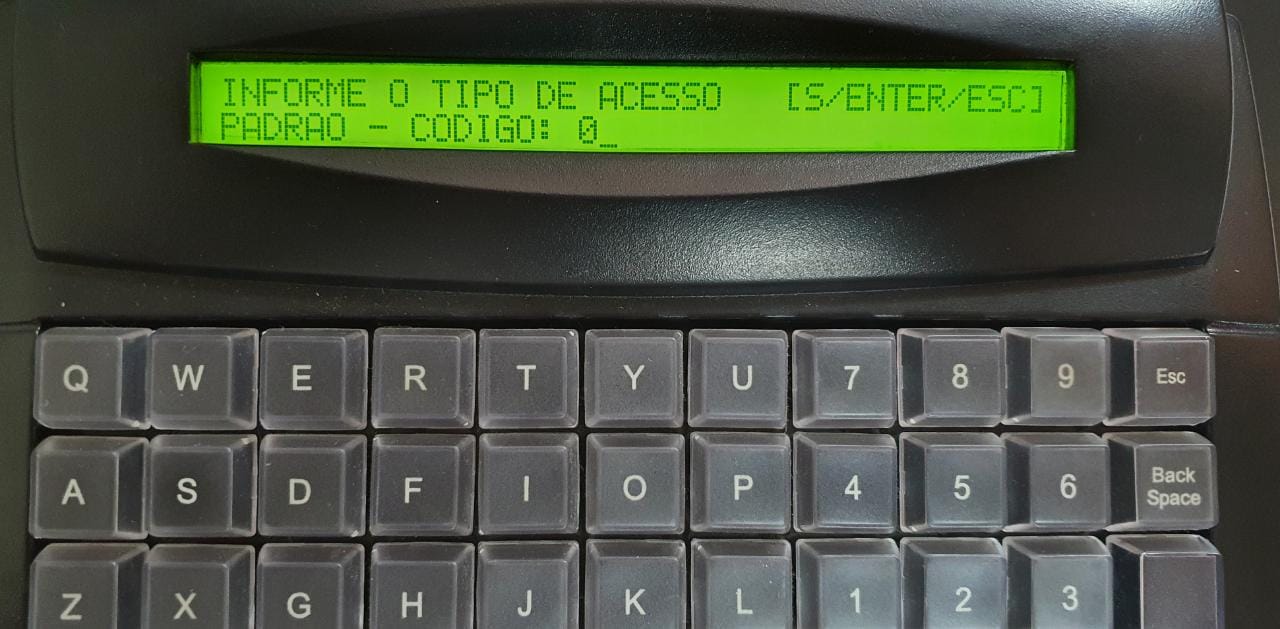 INFORME O TIPO DE ACESSO [S/ENTER/ESC]
PADRAO - CODIGO: 0_
Q W E R T Y U 7 8 9 Esc
A S D F I O P 4 5 6 Back Space
Z X G H J K L 1 2 3